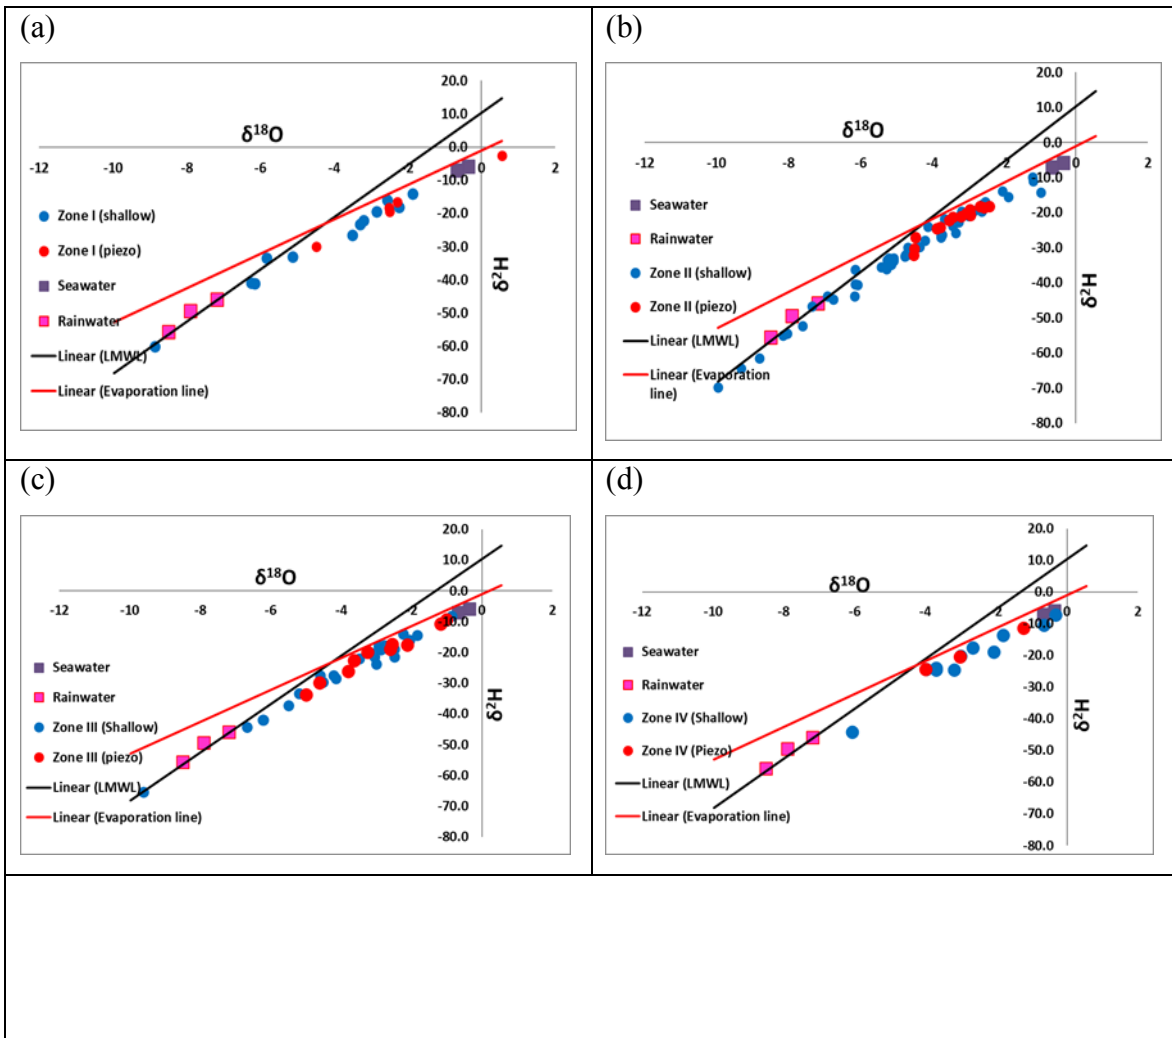 (a)
20.0
10.0
δ¹⁸O
0.0
-12
-10
-8
-6
-4
-2
0
2
-10.0
-20.0
-30.0
-40.0
-50.0
-60.0
-70.0
-80.0
δ²H
Zone I (shallow)
Zone I (piezo)
Seawater
Rainwater
Linear (LMWL)
Linear (Evaporation line)
(b)
20.0
10.0
δ¹⁸O
0.0
-12
-10
-8
-6
-4
-2
0
2
-10.0
-20.0
-30.0
-40.0
-50.0
-60.0
-70.0
-80.0
δ²H
Seawater
Rainwater
Zone II (shallow)
Zone II (piezo)
Linear (LMWL)
Linear (Evaporation
line)
(c)
20.0
10.0
δ¹⁸O
0.0
-12
-10
-8
-6
-4
-2
0
2
-10.0
-20.0
-30.0
-40.0
-50.0
-60.0
-70.0
-80.0
δ²H
Seawater
Rainwater
Zone III (Shallow)
Zone III (piezo)
Linear (LMWL)
Linear (Evaporation line)
(d)
20.0
10.0
δ¹⁸O
0.0
-12
-10
-8
-6
-4
-2
0
2
-10.0
-20.0
-30.0
-40.0
-50.0
-60.0
-70.0
-80.0
δ²H
Seawater
Rainwater
Zone IV (Shallow)
Zone IV (Piezo)
Linear (LMWL)
Linear (Evaporation line)